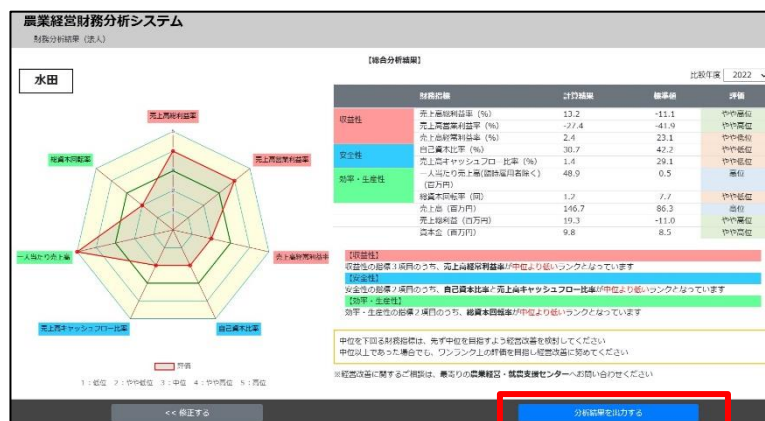 農業経営財務分析システム
財務分析結果（法人）
【総合分析結果】
比較年度 2022
水田
売上高総利益率
売上高営業利益率
売上高経常利益率
自己資本比率
売上高キャッシュフロー比率
一人当たり売上高
総資本回転率
評価
1：低位 2：やや低位 3：中位 4：やや高位 5：高位
財務指標 計算結果 標準値 評価
収益性 売上高総利益率（%） 13.2 -11.1 やや高位
売上高営業利益率（%） -27.4 -41.9 やや高位
売上高経常利益率（%） 2.4 23.1 やや低位
安全性 自己資本比率（%） 30.7 42.2 やや低位
売上高キャッシュフロー比率（%） 1.4 29.1 やや低位
効率・生産性 一人当たり売上高(臨時雇用者除く)（百万円） 48.9 0.5 高位
総資本回転率（回） 1.2 7.7 やや低位
売上高（百万円） 146.7 86.3 高位
売上総利益（百万円） 19.3 -11.0 やや高位
資本金（百万円） 9.8 8.5 やや高位
【収益性】
収益性の指標3項目のうち、売上高経常利益率が中位より低いランクとなっています
【安全性】
安全性の指標2項目のうち、自己資本比率と売上高キャッシュフロー比率が中位より低いランクとなっています
【効率・生産性】
効率・生産性の指標2項目のうち、総資本回転率が中位より低いランクとなっています
中位を下回る財務指標は、先ず中位を目指すよう経営改善を検討してください
中位以上であった場合でも、ワンランク上の評価を目指し経営改善に努めてください
※経営改善に関するご相談は、最寄りの農業経営・就農支援センターへお問い合わせください
<< 修正する
分析結果を出力する